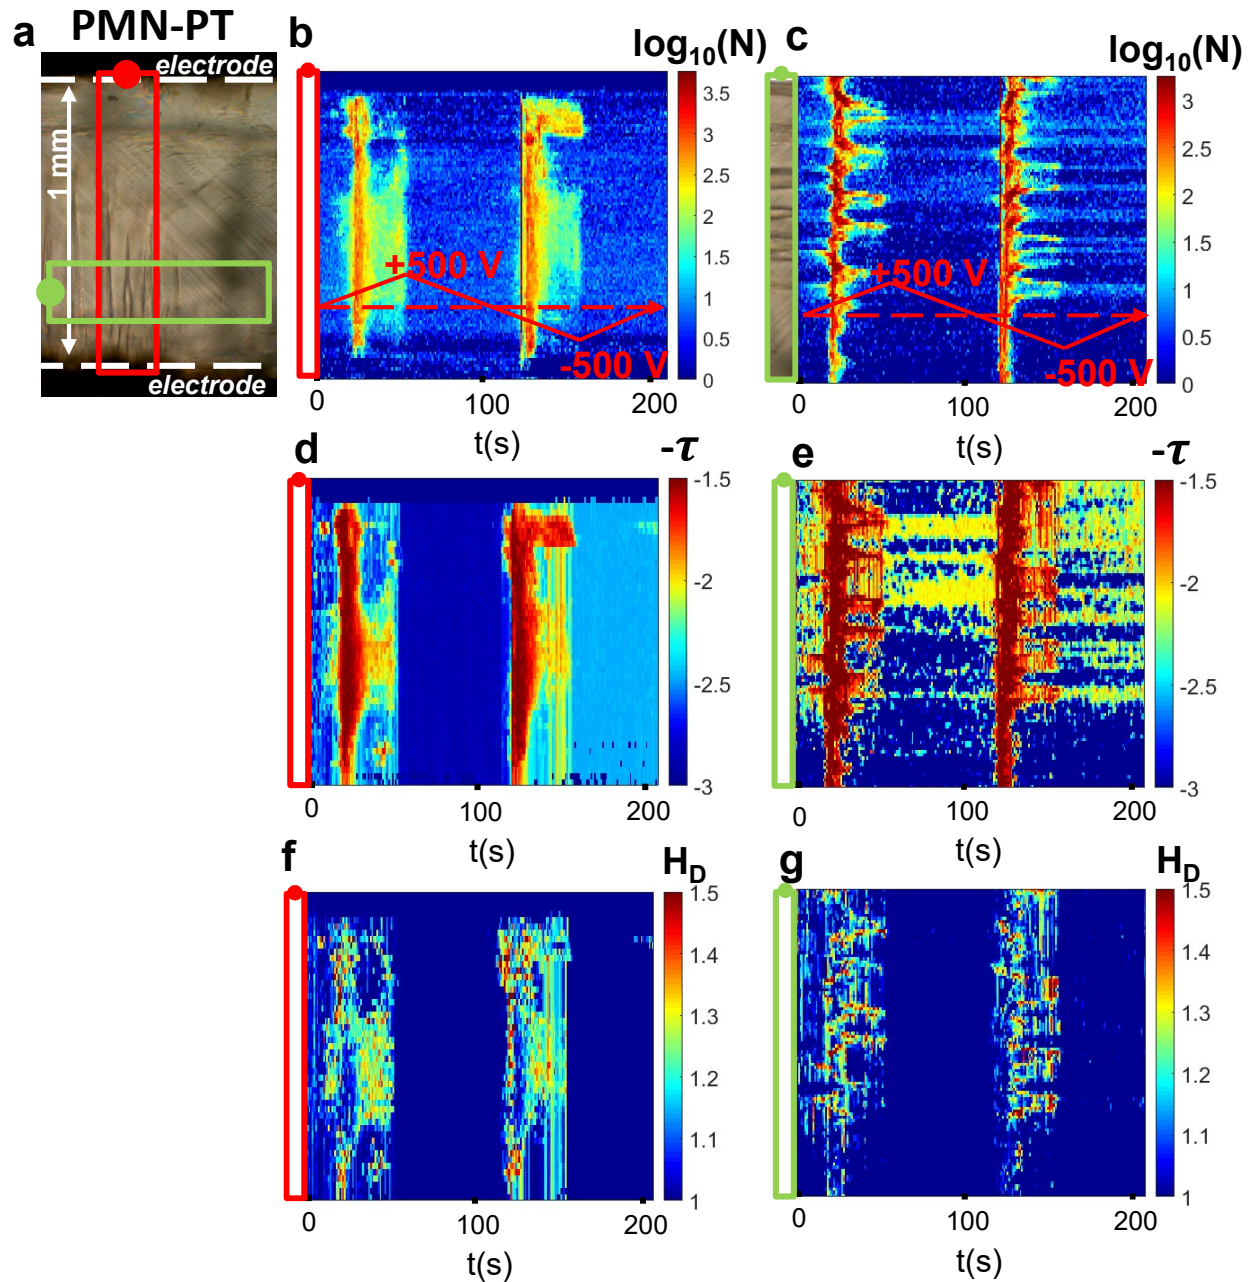 PMN-PT
a
electrode
1 mm
electrode
b
log10(N)
3.5
3
2.5
2
1.5
1
0.5
0
+500 V
-500 V
0
100
200
t(s)
c
log10(N)
3
2.5
2
1.5
1
0.5
0
+500 V
-500 V
0
100
200
t(s)
d
-τ
-1.5
-2
-2.5
-3
0
100
200
t(s)
e
-τ
-1.5
-2
-2.5
-3
0
100
200
t(s)
f
HD
1.5
1.4
1.3
1.2
1.1
1
0
100
200
t(s)
g
HD
1.5
1.4
1.3
1.2
1.1
1
0
100
200
t(s)